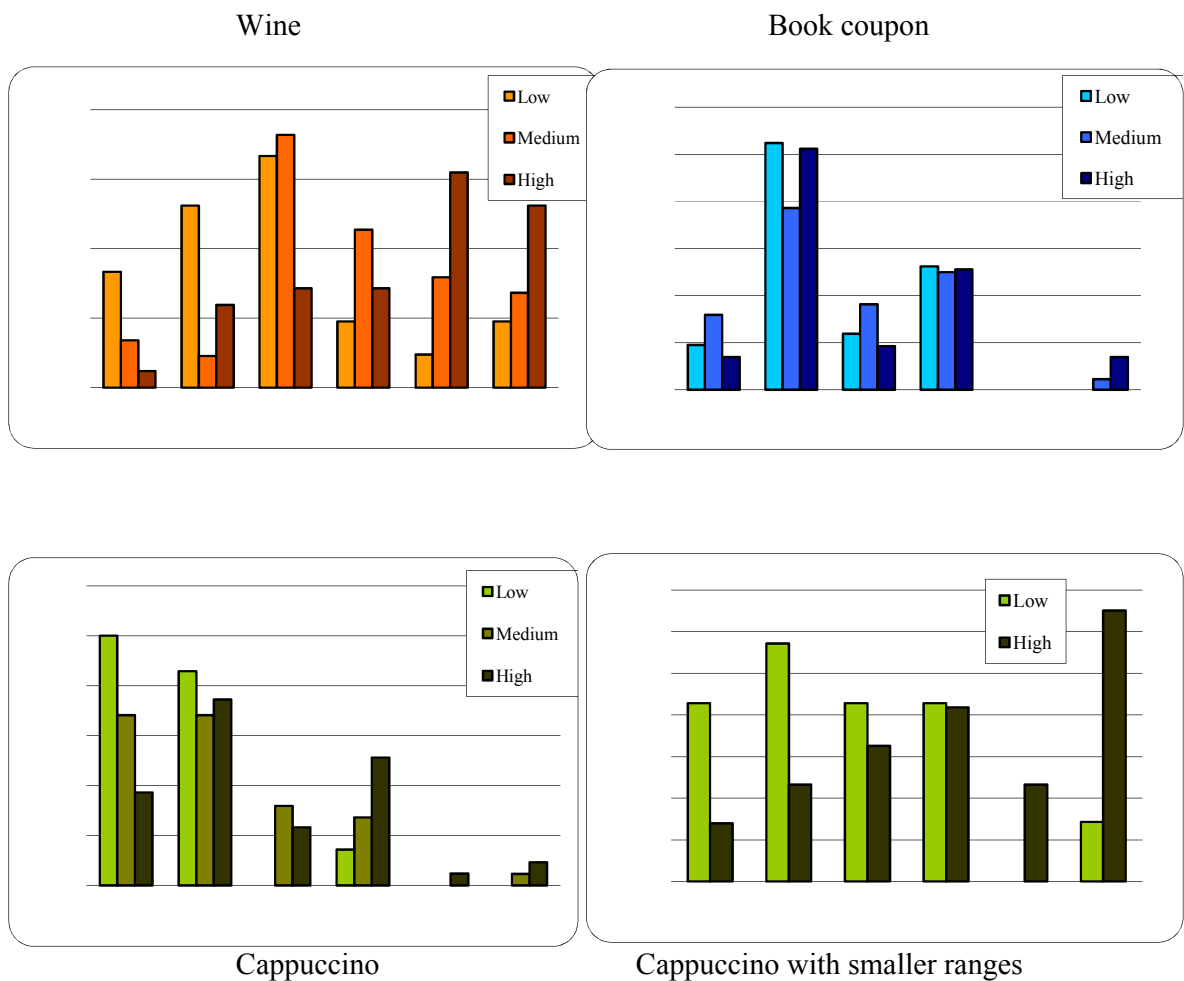 Wine
Book coupon
Low
Medium
High
Low
Medium
High
Low
Medium
High
Low
High
Cappuccino
Cappuccino with smaller ranges